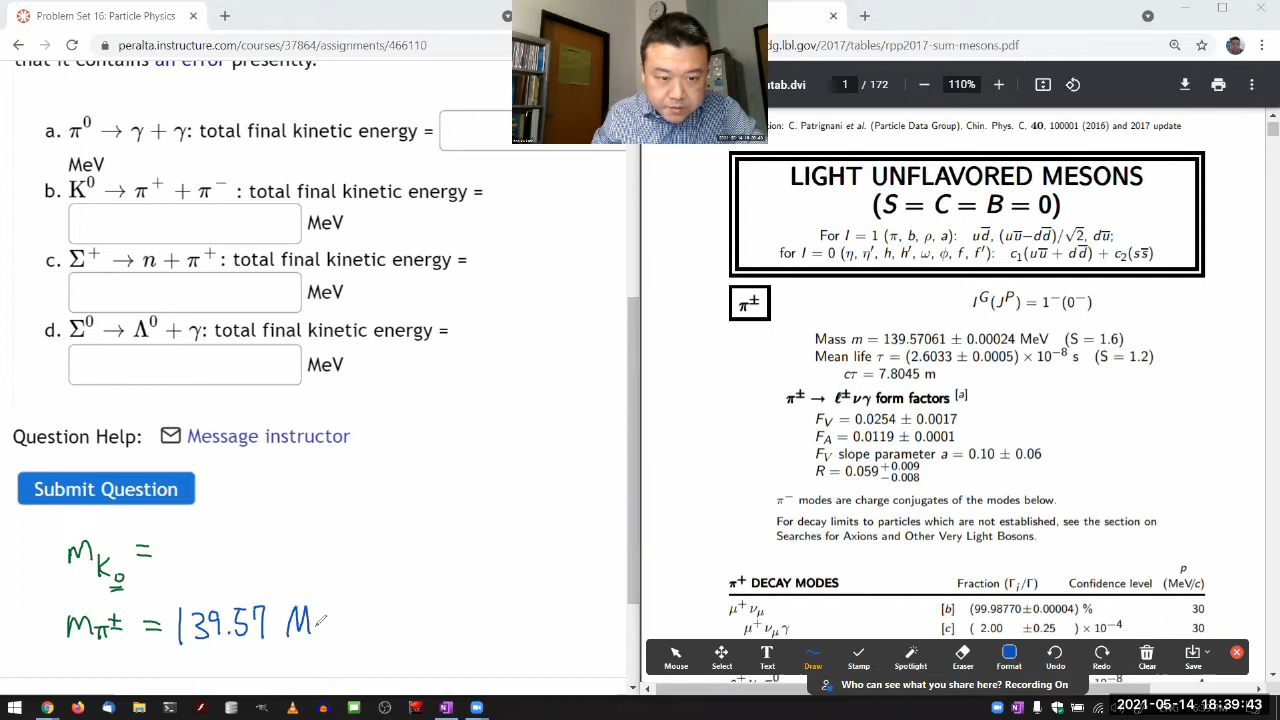 Problem Set 16: Particle Physics
peralta.instructure.com/courses/37864/assignments/466110
dg.lbl.gov/2017/tables/rpp2017-sum-mesons.pdf
that it contains an error presently.
a. π⁰ → γ + γ: total final kinetic energy =
MeV
b. K⁰ → π⁺ + π⁻ : total final kinetic energy =
MeV
c. Σ⁺ → n + π⁺: total final kinetic energy =
MeV
d. Σ⁰ → Λ⁰ + γ: total final kinetic energy =
MeV
Question Help: Message instructor
Submit Question
m_K₀ =
m_π± = 139.57 M
tab.dvi 1 / 172 110%
tion: C. Patrignani et al. (Particle Data Group), Chin. Phys. C, 40, 100001 (2016) and 2017 update
LIGHT UNFLAVORED MESONS
(S = C = B = 0)
For I = 1 (π, b, ρ, a): ud̅, (uu̅−dd̅)/√2, du̅;
for I = 0 (η, η′, h, h′, ω, φ, f, f′): c₁(uu̅ + dd̅) + c₂(ss̅)
π±
I^G(J^P) = 1⁻(0⁻)
Mass m = 139.57061 ± 0.00024 MeV (S = 1.6)
Mean life τ = (2.6033 ± 0.0005) × 10⁻⁸ s (S = 1.2)
cτ = 7.8045 m
π± → ℓ± νγ form factors [a]
F_V = 0.0254 ± 0.0017
F_A = 0.0119 ± 0.0001
F_V slope parameter a = 0.10 ± 0.06
R = 0.059 +0.009 −0.008
π⁻ modes are charge conjugates of the modes below.
For decay limits to particles which are not established, see the section on
Searches for Axions and Other Very Light Bosons.
p
π⁺ DECAY MODES Fraction (Γᵢ/Γ) Confidence level (MeV/c)
μ⁺ ν_μ [b] (99.98770±0.00004) % 30
μ⁺ ν_μ γ [c] ( 2.00 ±0.25 ) × 10⁻⁴ 30
Mouse Select Text Draw Stamp Spotlight Eraser Format Undo Redo Clear Save
Who can see what you share here? Recording On
2021-05-14 18:39:43